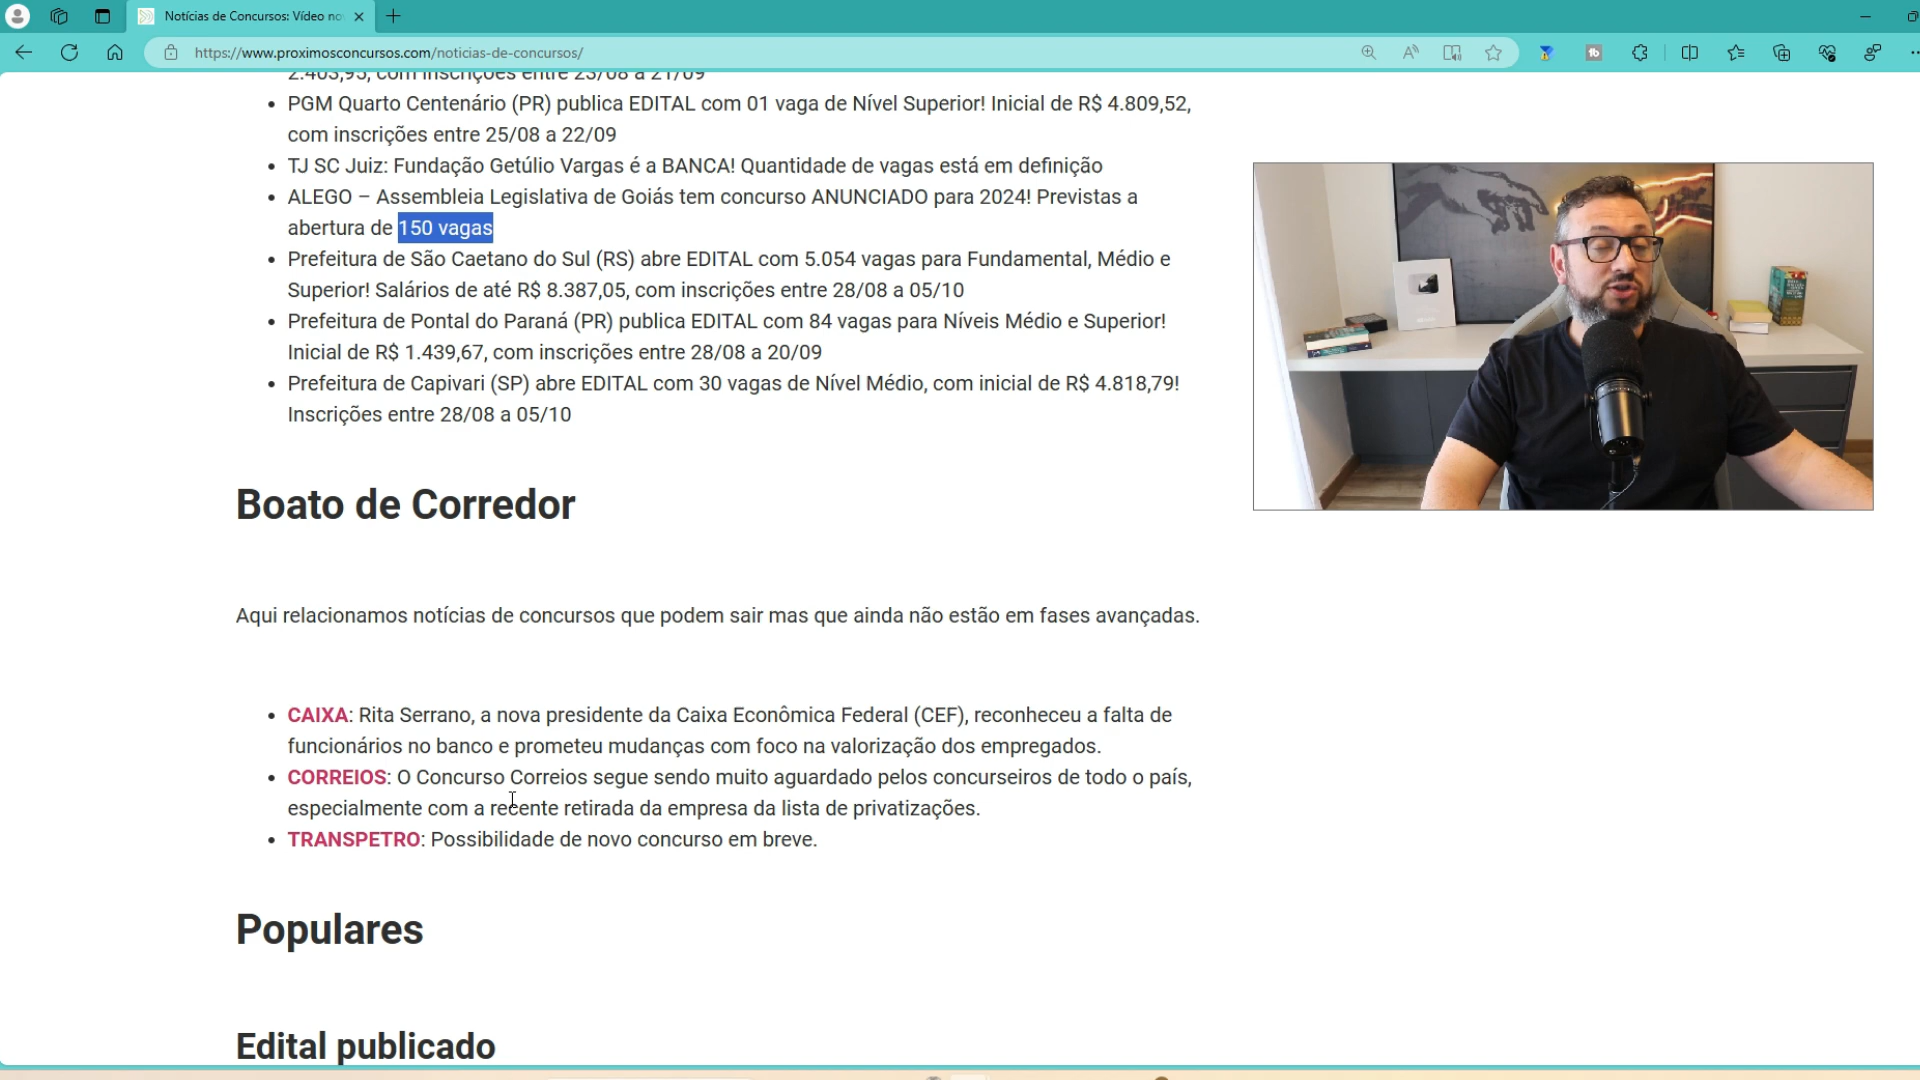 Notícias de Concursos: Vídeo no
https://www.proximosconcursos.com/noticias-de-concursos/
2.403,95, com inscrições entre 23/08 a 21/09
• PGM Quarto Centenário (PR) publica EDITAL com 01 vaga de Nível Superior! Inicial de R$ 4.809,52,
com inscrições entre 25/08 a 22/09
• TJ SC Juiz: Fundação Getúlio Vargas é a BANCA! Quantidade de vagas está em definição
• ALEGO – Assembleia Legislativa de Goiás tem concurso ANUNCIADO para 2024! Previstas a
abertura de 150 vagas
• Prefeitura de São Caetano do Sul (RS) abre EDITAL com 5.054 vagas para Fundamental, Médio e
Superior! Salários de até R$ 8.387,05, com inscrições entre 28/08 a 05/10
• Prefeitura de Pontal do Paraná (PR) publica EDITAL com 84 vagas para Níveis Médio e Superior!
Inicial de R$ 1.439,67, com inscrições entre 28/08 a 20/09
• Prefeitura de Capivari (SP) abre EDITAL com 30 vagas de Nível Médio, com inicial de R$ 4.818,79!
Inscrições entre 28/08 a 05/10
Boato de Corredor
Aqui relacionamos notícias de concursos que podem sair mas que ainda não estão em fases avançadas.
• CAIXA: Rita Serrano, a nova presidente da Caixa Econômica Federal (CEF), reconheceu a falta de
funcionários no banco e prometeu mudanças com foco na valorização dos empregados.
• CORREIOS: O Concurso Correios segue sendo muito aguardado pelos concurseiros de todo o país,
especialmente com a recente retirada da empresa da lista de privatizações.
• TRANSPETRO: Possibilidade de novo concurso em breve.
Populares
Edital publicado